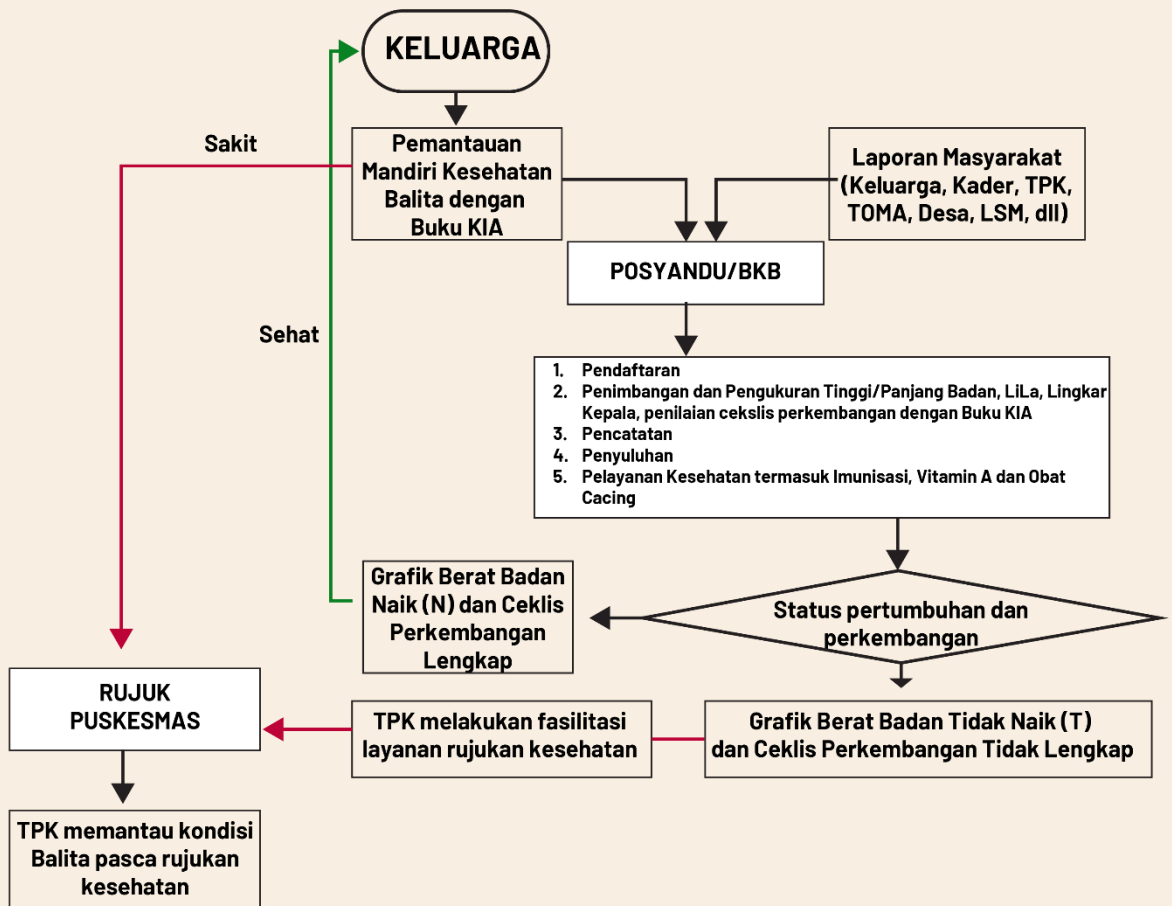 KELUARGA
Sakit
Pemantauan
Mandiri Kesehatan
Balita dengan
Buku KIA
Laporan Masyarakat
(Keluarga, Kader, TPK,
TOMA, Desa, LSM, dll)
POSYANDU/BKB
Sehat
1. Pendaftaran
2. Penimbangan dan Pengukuran Tinggi/Panjang Badan, LiLa, Lingkar
Kepala, penilaian cekslis perkembangan dengan Buku KIA
3. Pencatatan
4. Penyuluhan
5. Pelayanan Kesehatan termasuk Imunisasi, Vitamin A dan Obat
Cacing
Grafik Berat Badan
Naik (N) dan Ceklis
Perkembangan
Lengkap
Status pertumbuhan dan
perkembangan
RUJUK
PUSKESMAS
TPK melakukan fasilitasi
layanan rujukan kesehatan
Grafik Berat Badan Tidak Naik (T)
dan Ceklis Perkembangan Tidak Lengkap
TPK memantau kondisi
Balita pasca rujukan
kesehatan